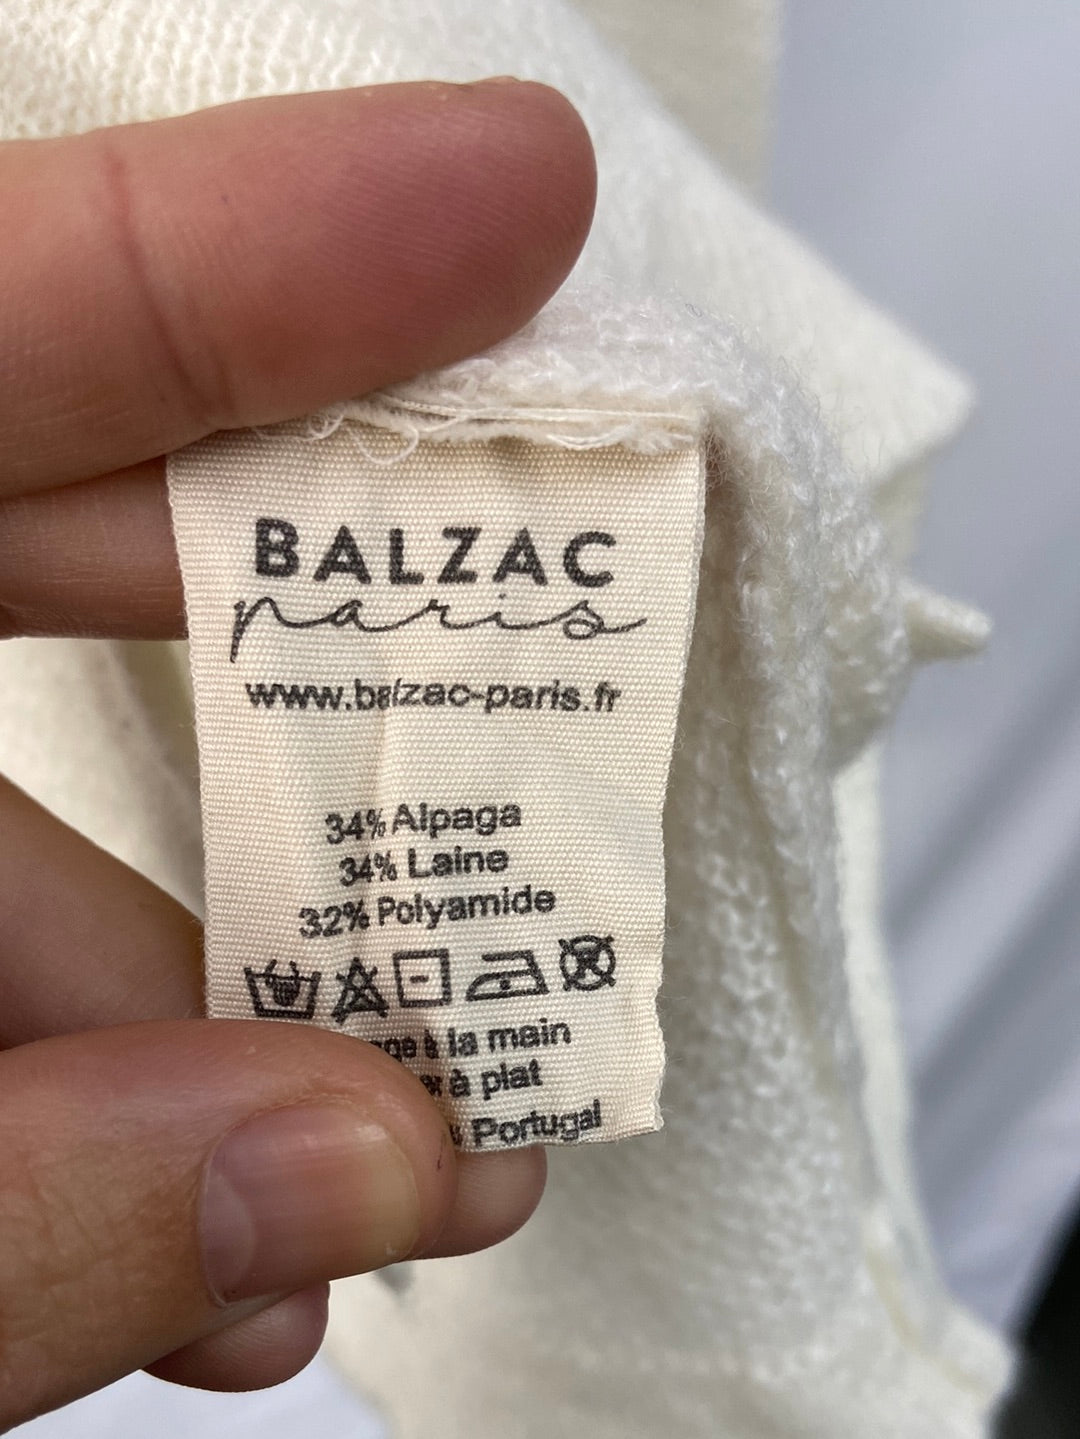 BALZAC
paris
www.balzac-paris.fr
34% Alpaga
34% Laine
32% Polyamide
à la main
à plat
Portugal